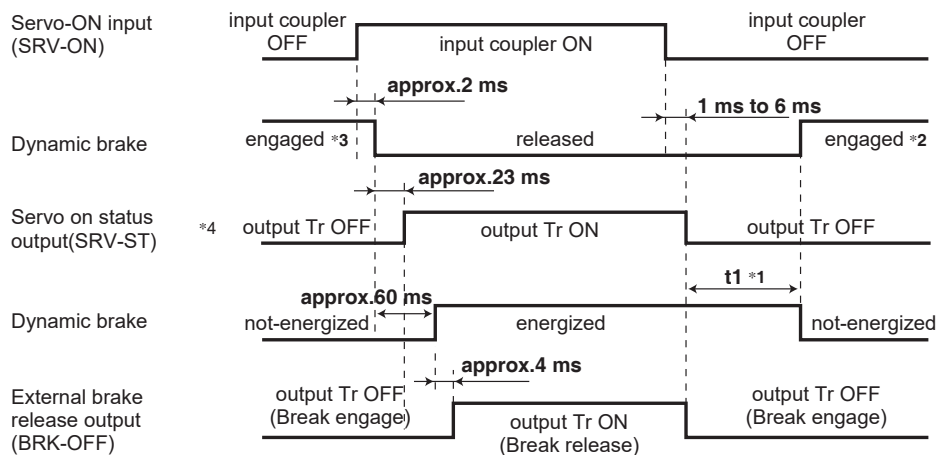 Servo-ON input
(SRV-ON)
input coupler
OFF
input coupler ON
input coupler
OFF
approx.2 ms
1 ms to 6 ms
Dynamic brake
engaged *3
released
engaged *2
approx.23 ms
Servo on status
output(SRV-ST)
*4
output Tr OFF
output Tr ON
output Tr OFF
t1 *1
approx.60 ms
Dynamic brake
not-energized
energized
not-energized
approx.4 ms
External brake
release output
(BRK-OFF)
output Tr OFF
(Break engage)
output Tr ON
(Break release)
output Tr OFF
(Break engage)